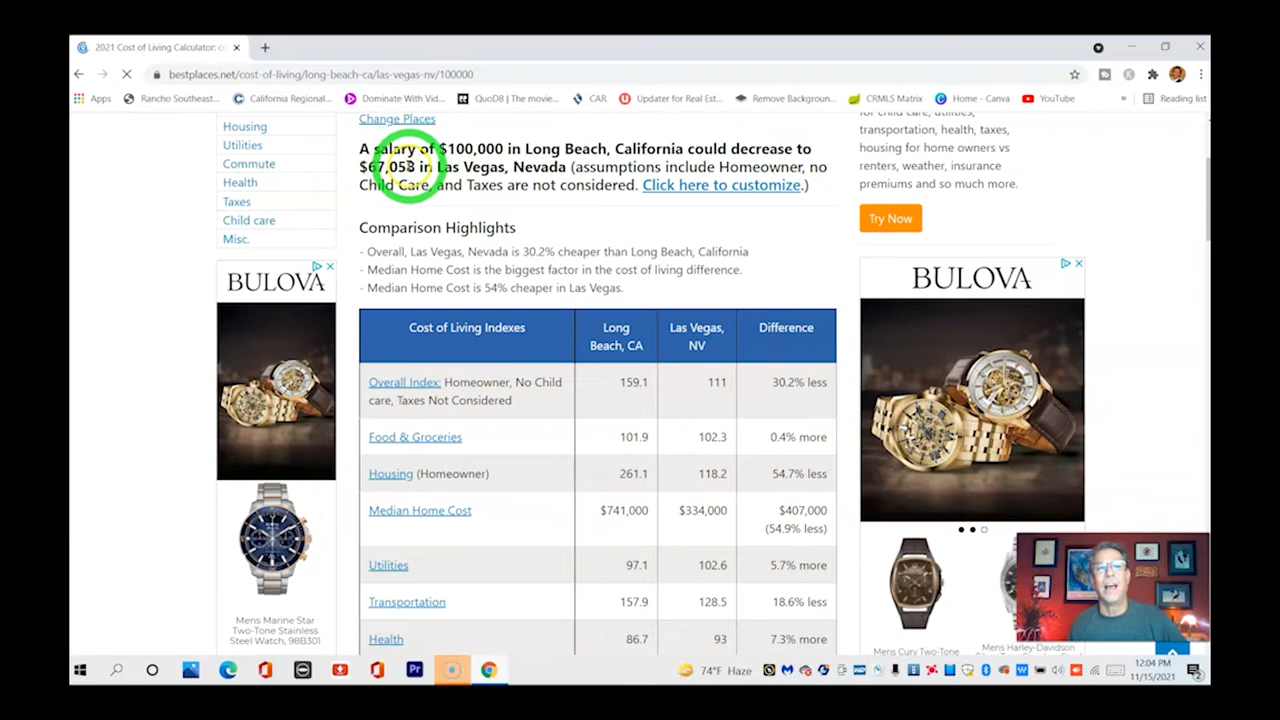 2021 Cost of Living Calculator: co
bestplaces.net/cost-of-living/long-beach-ca/las-vegas-nv/100000
Apps
Rancho Southeast...
California Regional...
Dominate With Vid...
QuoDB | The movie...
CAR
Updater for Real Est...
Remove Backgroun...
CRMLS Matrix
Home - Canva
YouTube
»
Reading list
Housing
Utilities
Commute
Health
Taxes
Child care
Misc.
BULOVA
Mens Marine Star
Two-Tone Stainless
Steel Watch, 98B301
Change Places
A salary of $100,000 in Long Beach, California could decrease to
$67,053 in Las Vegas, Nevada (assumptions include Homeowner, no
Child Care, and Taxes are not considered. Click here to customize.)
Comparison Highlights
- Overall, Las Vegas, Nevada is 30.2% cheaper than Long Beach, California
- Median Home Cost is the biggest factor in the cost of living difference.
- Median Home Cost is 54% cheaper in Las Vegas.
Cost of Living Indexes
Long
Beach, CA
Las Vegas,
NV
Difference
Overall Index: Homeowner, No Child
care, Taxes Not Considered
159.1
111
30.2% less
Food & Groceries
101.9
102.3
0.4% more
Housing (Homeowner)
261.1
118.2
54.7% less
Median Home Cost
$741,000
$334,000
$407,000
(54.9% less)
Utilities
97.1
102.6
5.7% more
Transportation
157.9
128.5
18.6% less
Health
86.7
93
7.3% more
for child care, utilities,
transportation, health, taxes,
housing for home owners vs
renters, weather, insurance
premiums and so much more.
Try Now
BULOVA
Mens Cury Two-Tone
Mens Harley-Davidson
74°F Haze
12:04 PM
11/15/2021